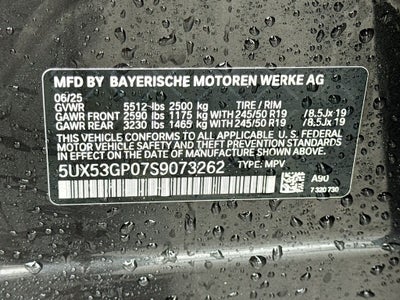 MFD BY BAYERISCHE MOTOREN WERKE AG
06/25
GVWR 5512 lbs 2500 kg TIRE / RIM
GAWR FRONT 2590 lbs 1175 kg 245/50 R19 /8.5Jx 19
GAWR REAR 3230 lbs 1465 kg 245/50 R19 /8.5Jx 19
THIS VEHICLE CONFORMS TO ALL APPLICABLE U. S. FEDERAL
MOTOR VEHICLE SAFETY AND THEFT PREVENTION STANDARDS IN
EFFECT ON THE DATE OF MANUFACTURE SHOWN ABOVE.
5UX53GP07S9073262 TYPE: MPV
A90
7 320 730